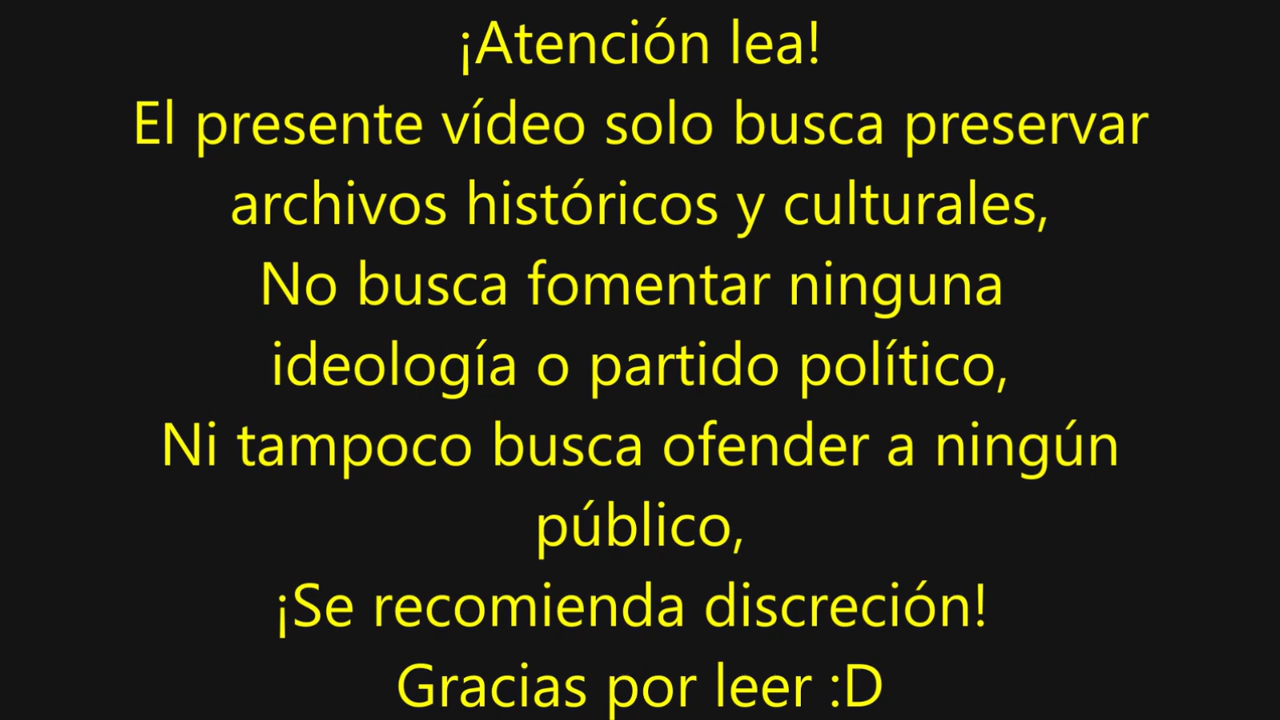 ¡Atención lea!
El presente vídeo solo busca preservar
archivos históricos y culturales,
No busca fomentar ninguna
ideología o partido político,
Ni tampoco busca ofender a ningún
público,
¡Se recomienda discreción!
Gracias por leer :D